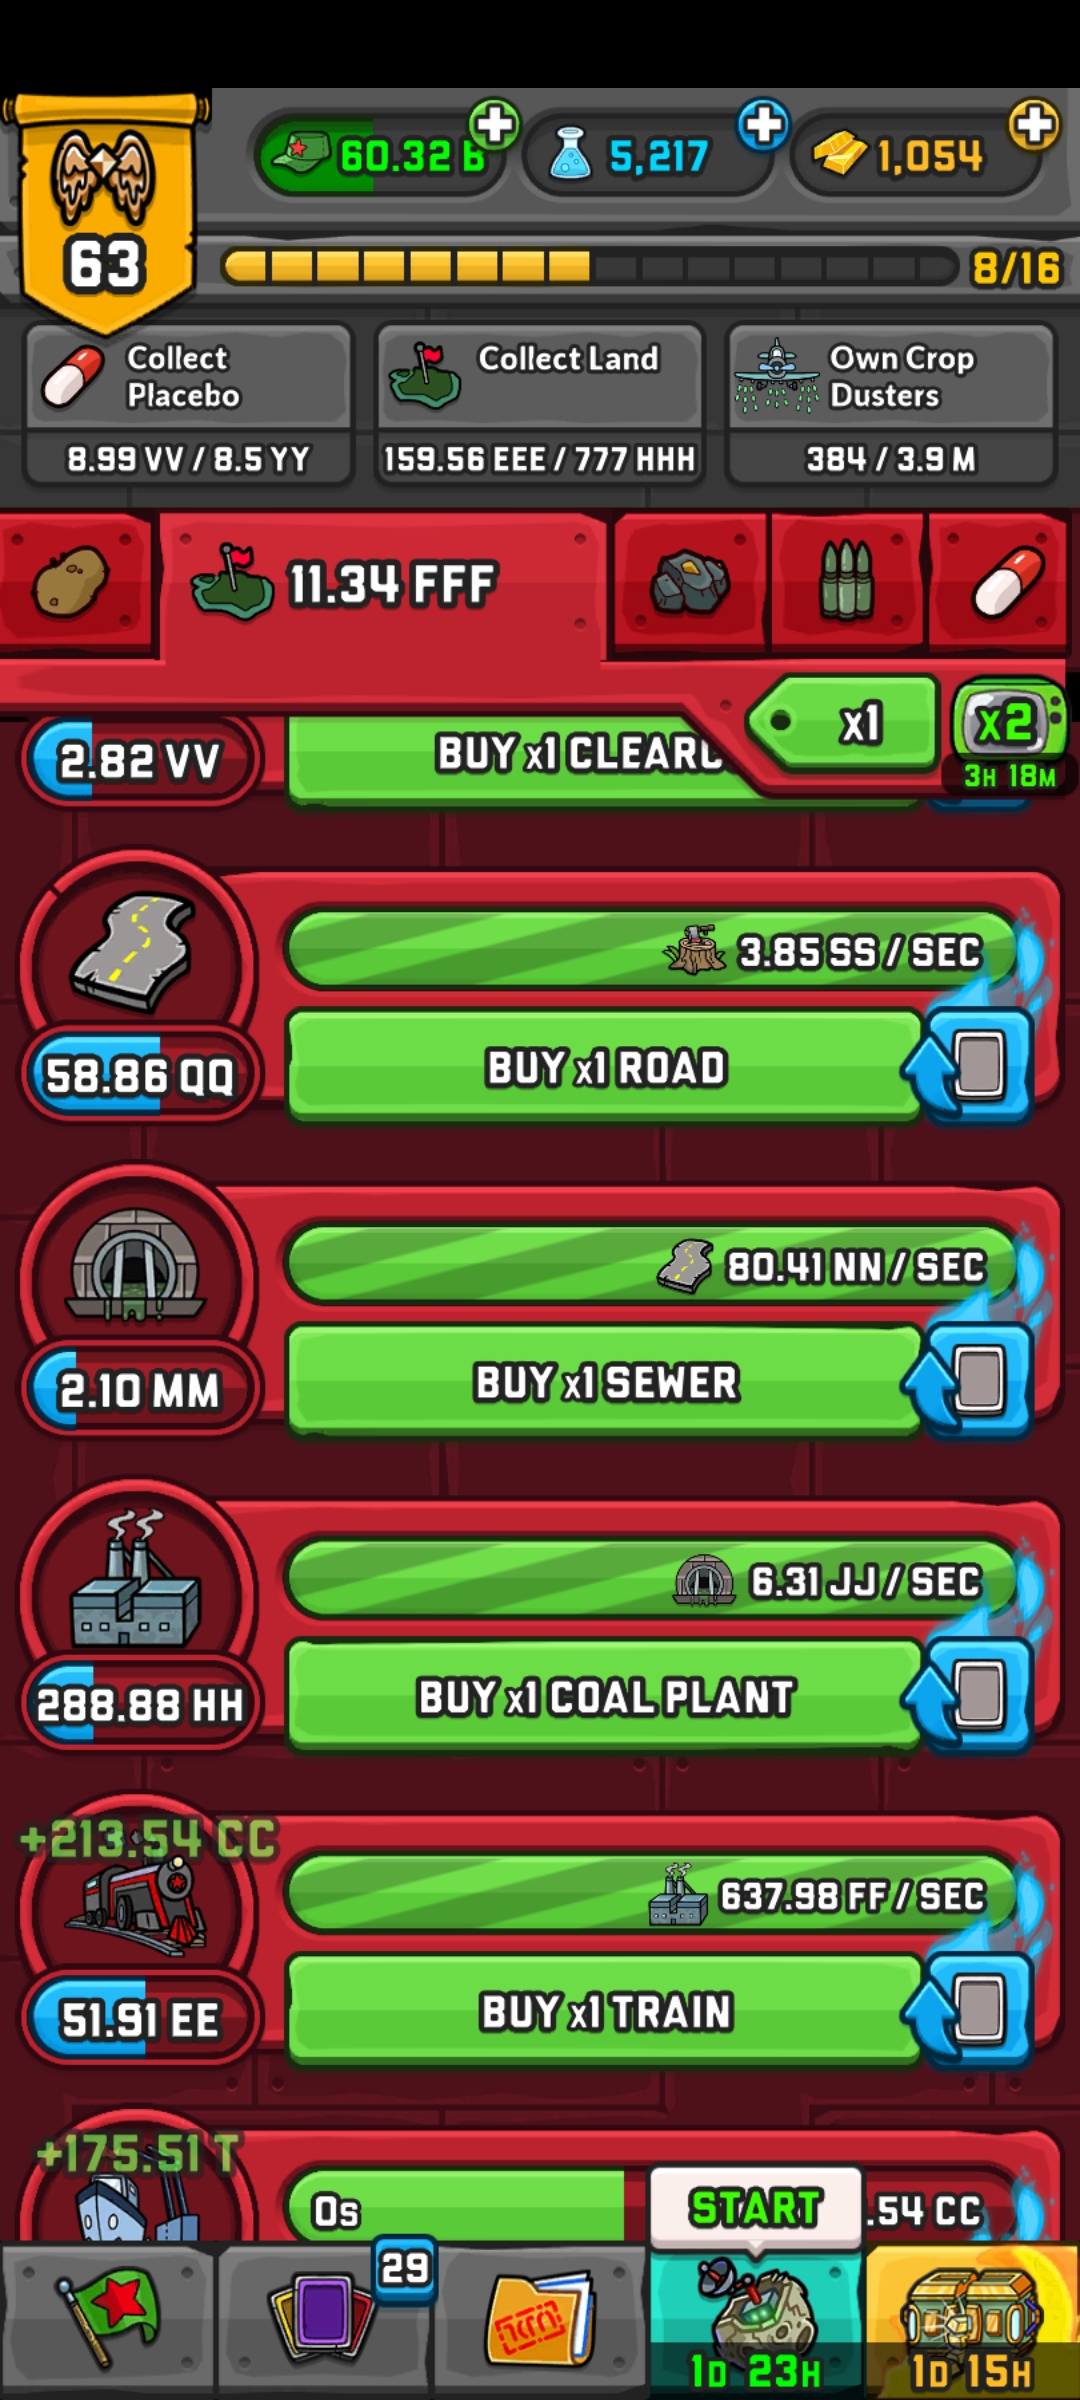 60.32 B
5,217
1,054
63
8/16
Collect
Placebo
8.99 VV / 8.5 YY
Collect Land
159.56 EEE / 777 HHH
Own Crop
Dusters
384 / 3.9 M
11.34 FFF
x1
x2
3H 18M
2.82 VV
BUY x1 CLEARC
3.85 SS / SEC
58.86 QQ
BUY x1 ROAD
80.41 NN / SEC
2.10 MM
BUY x1 SEWER
6.31 JJ / SEC
288.88 HH
BUY x1 COAL PLANT
+213.54 CC
637.98 FF / SEC
51.91 EE
BUY x1 TRAIN
+175.51 T
0s
START
.54 CC
29
1D 23H
1D 15H